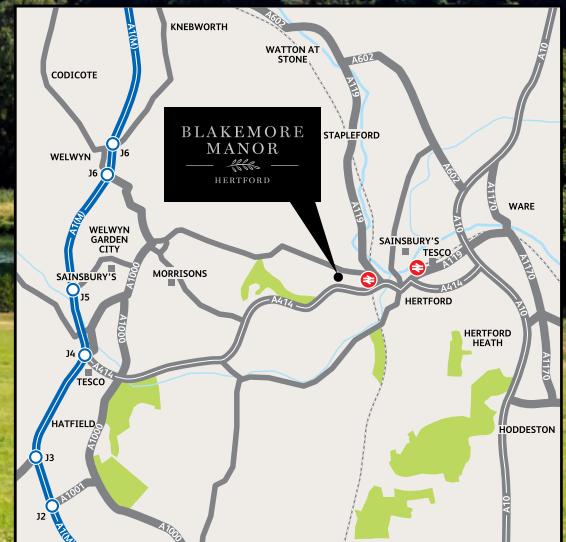 A1(M)
KNEBWORTH
A602
WATTON AT
STONE
A602
A10
CODICOTE
A119
BLAKEMORE
MANOR
HERTFORD
STAPLEFORD
J6
WELWYN
J6
A602
A1170
A119
WARE
A1(M)
A10
WELWYN
GARDEN
CITY
SAINSBURY'S
TESCO
A119
A1000
SAINSBURY'S
MORRISONS
A1170
J5
A414
A414
HERTFORD
A10
A1000
HERTFORD
HEATH
J4
A414
TESCO
A1170
HATFIELD
A1000
HODDESTON
J3
A1001
J2
A10
A1(M)
A1000